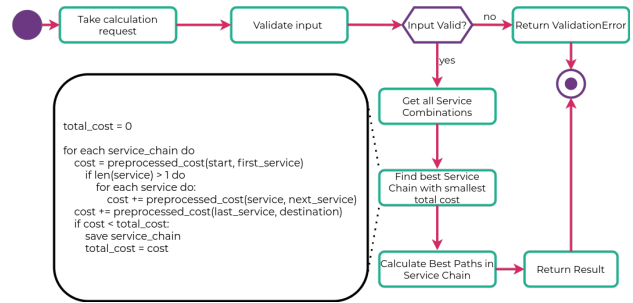 Take calculation
request
Validate input
Input Valid?
no
Return ValidationError
yes
Get all Service
Combinations
total_cost = 0
for each service_chain do
cost = preprocessed_cost(start, first_service)
if len(service) > 1 do
for each service do:
cost += preprocessed_cost(service, next_service)
cost += preprocessed_cost(last_service, destination)
if cost < total_cost:
save service_chain
total_cost = cost
Find best Service
Chain with smallest
total cost
Calculate Best Paths in
Service Chain
Return Result